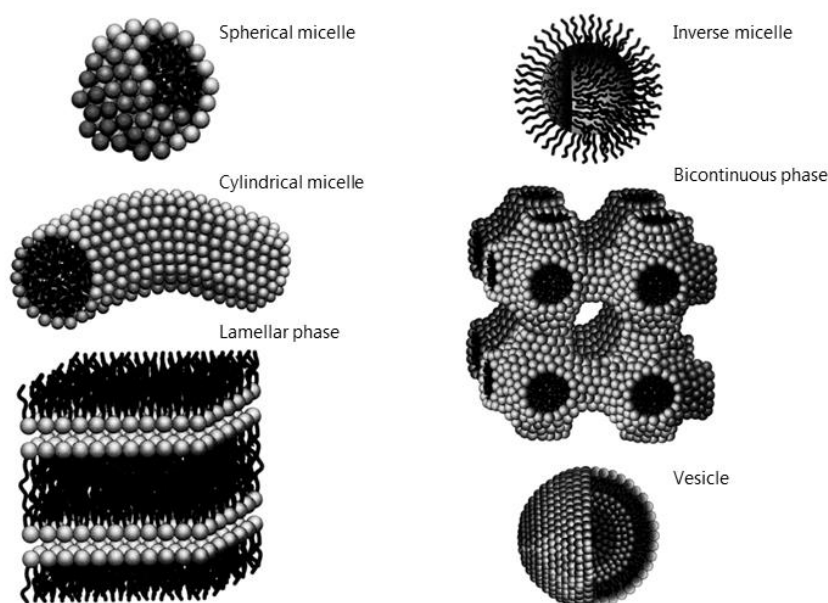 Spherical micelle
Inverse micelle
Cylindrical micelle
Bicontinuous phase
Lamellar phase
Vesicle